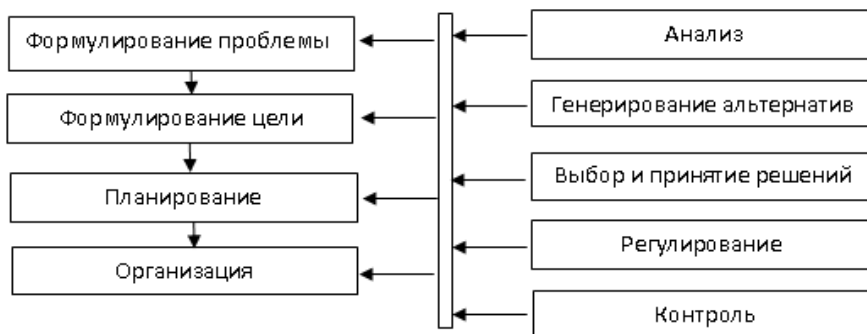 Формулирование проблемы
Формулирование цели
Планирование
Организация
Анализ
Генерирование альтернатив
Выбор и принятие решений
Регулирование
Контроль